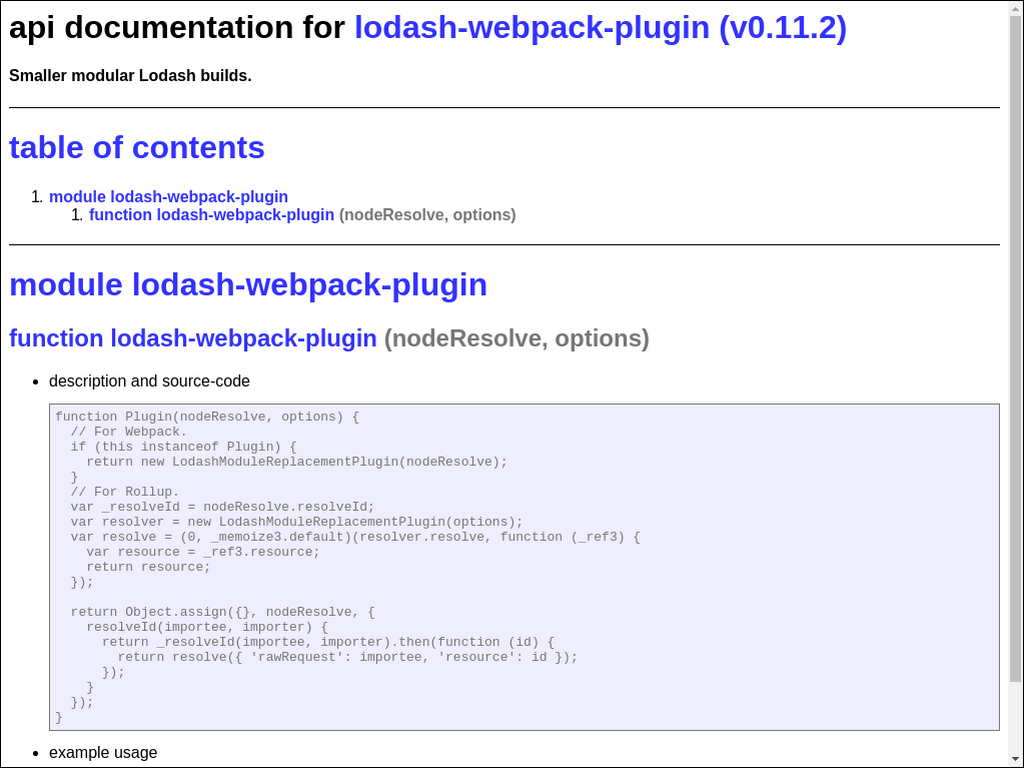 api documentation for lodash-webpack-plugin (v0.11.2)
Smaller modular Lodash builds.
table of contents
1. module lodash-webpack-plugin
1. function lodash-webpack-plugin (nodeResolve, options)
module lodash-webpack-plugin
function lodash-webpack-plugin (nodeResolve, options)
• description and source-code
function Plugin(nodeResolve, options) {
  // For Webpack.
  if (this instanceof Plugin) {
    return new LodashModuleReplacementPlugin(nodeResolve);
  }
  // For Rollup.
  var _resolveId = nodeResolve.resolveId;
  var resolver = new LodashModuleReplacementPlugin(options);
  var resolve = (0, _memoize3.default)(resolver.resolve, function (_ref3) {
    var resource = _ref3.resource;
    return resource;
  });

  return Object.assign({}, nodeResolve, {
    resolveId(importee, importer) {
      return _resolveId(importee, importer).then(function (id) {
        return resolve({ 'rawRequest': importee, 'resource': id });
      });
    }
  });
}
• example usage